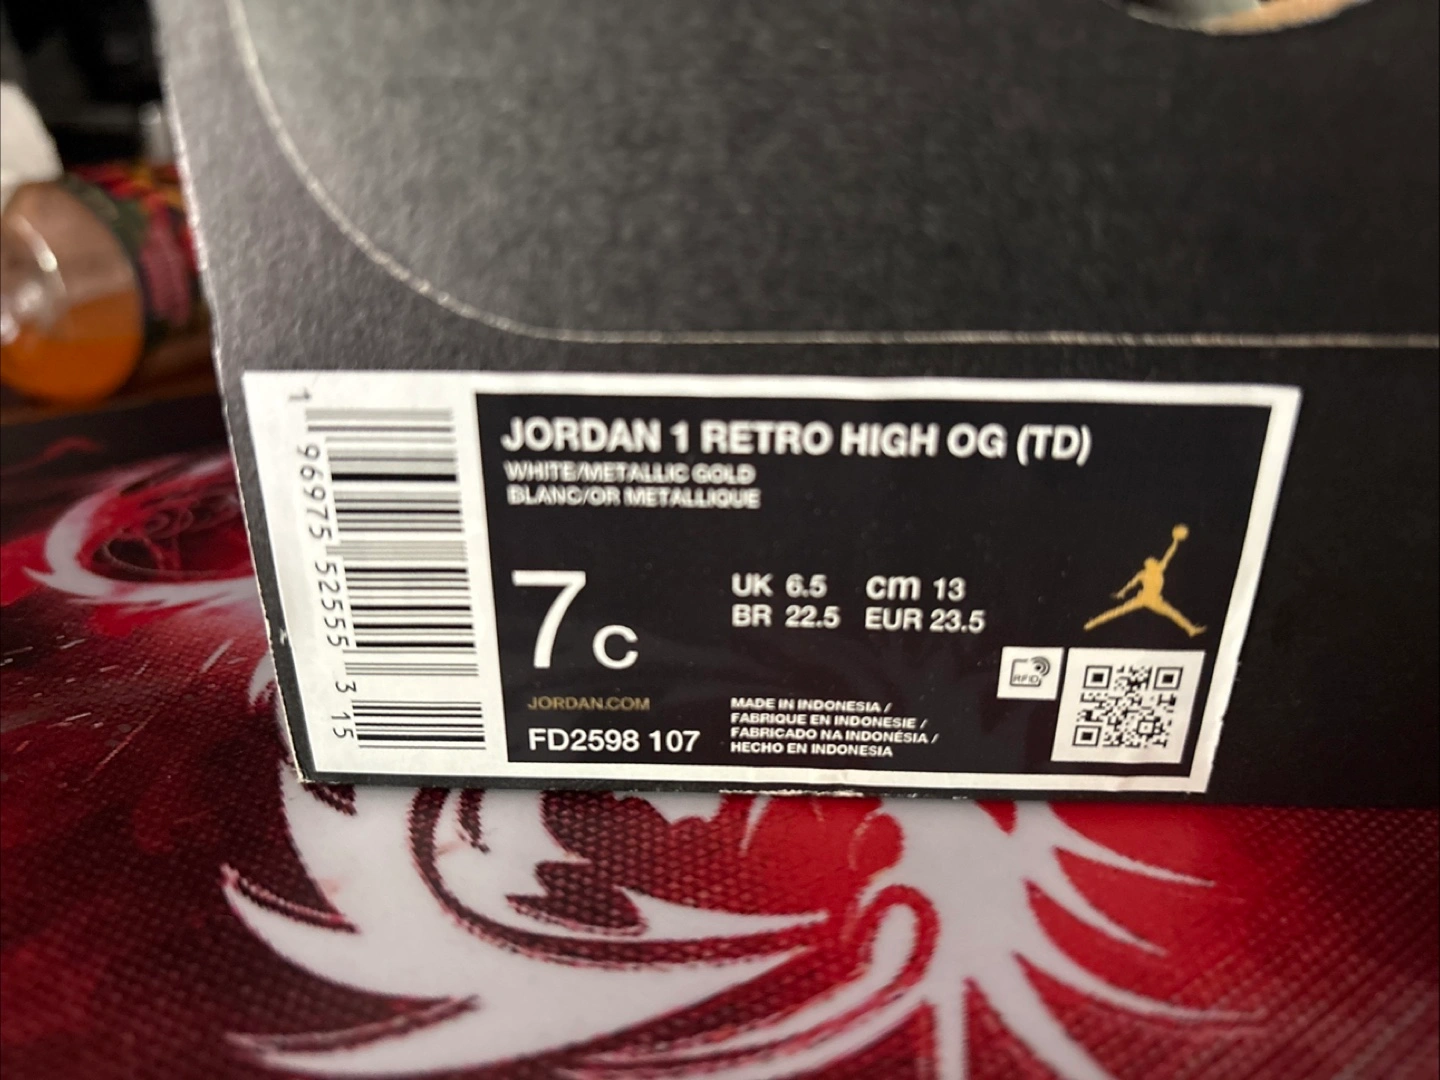 JORDAN 1 RETRO HIGH OG (TD)
WHITE/METALLIC GOLD
BLANC/OR METALLIQUE
7c
UK 6.5 cm 13
BR 22.5 EUR 23.5
RFID
JORDAN.COM
FD2598 107
MADE IN INDONESIA /
FABRIQUE EN INDONESIE /
FABRICADO NA INDONÉSIA /
HECHO EN INDONESIA
1 96975 52555 3 15